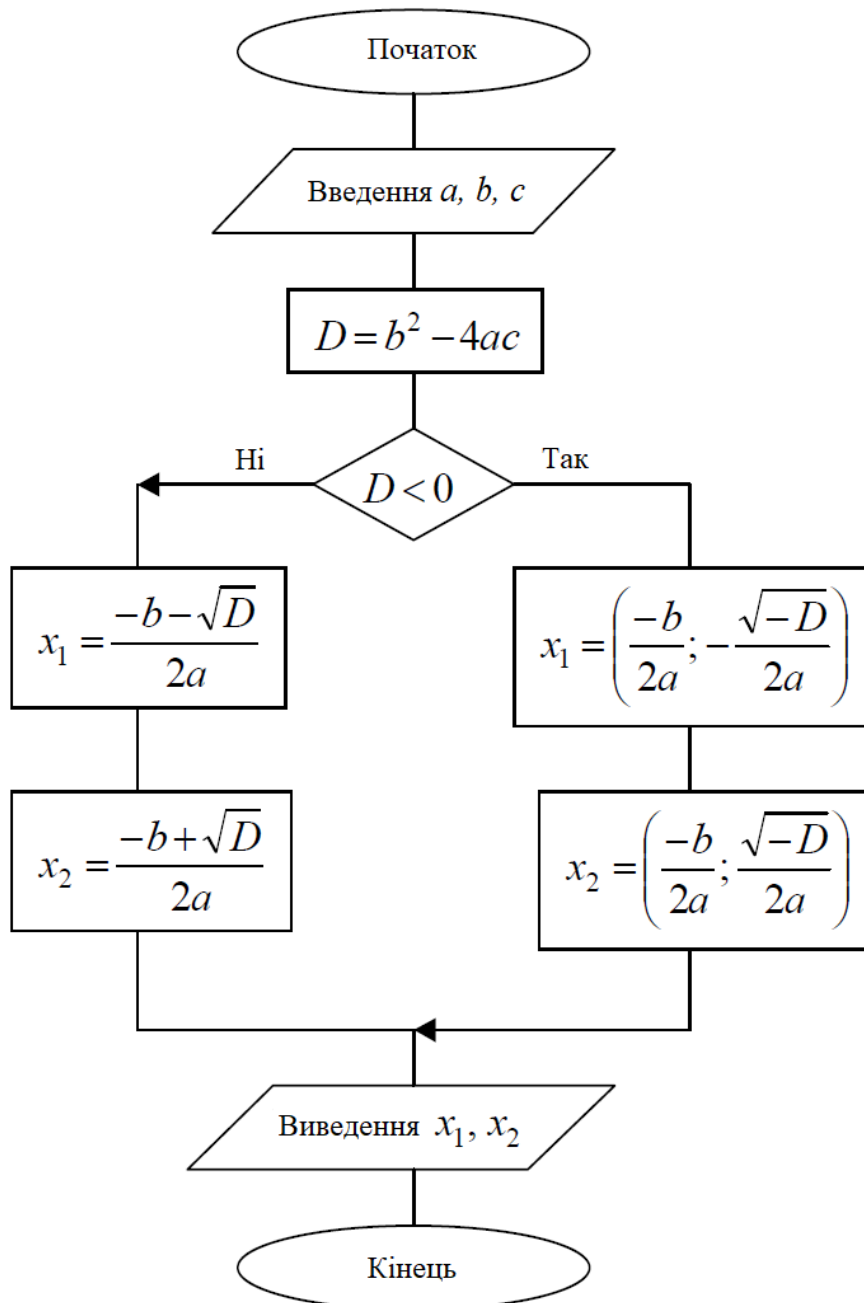 Початок
Введення a, b, c
D = b² − 4ac
Ні
Так
D < 0
x₁ = (−b − √D) / 2a
x₁ = (−b / 2a; −√−D / 2a)
x₂ = (−b + √D) / 2a
x₂ = (−b / 2a; √−D / 2a)
Виведення x₁, x₂
Кінець